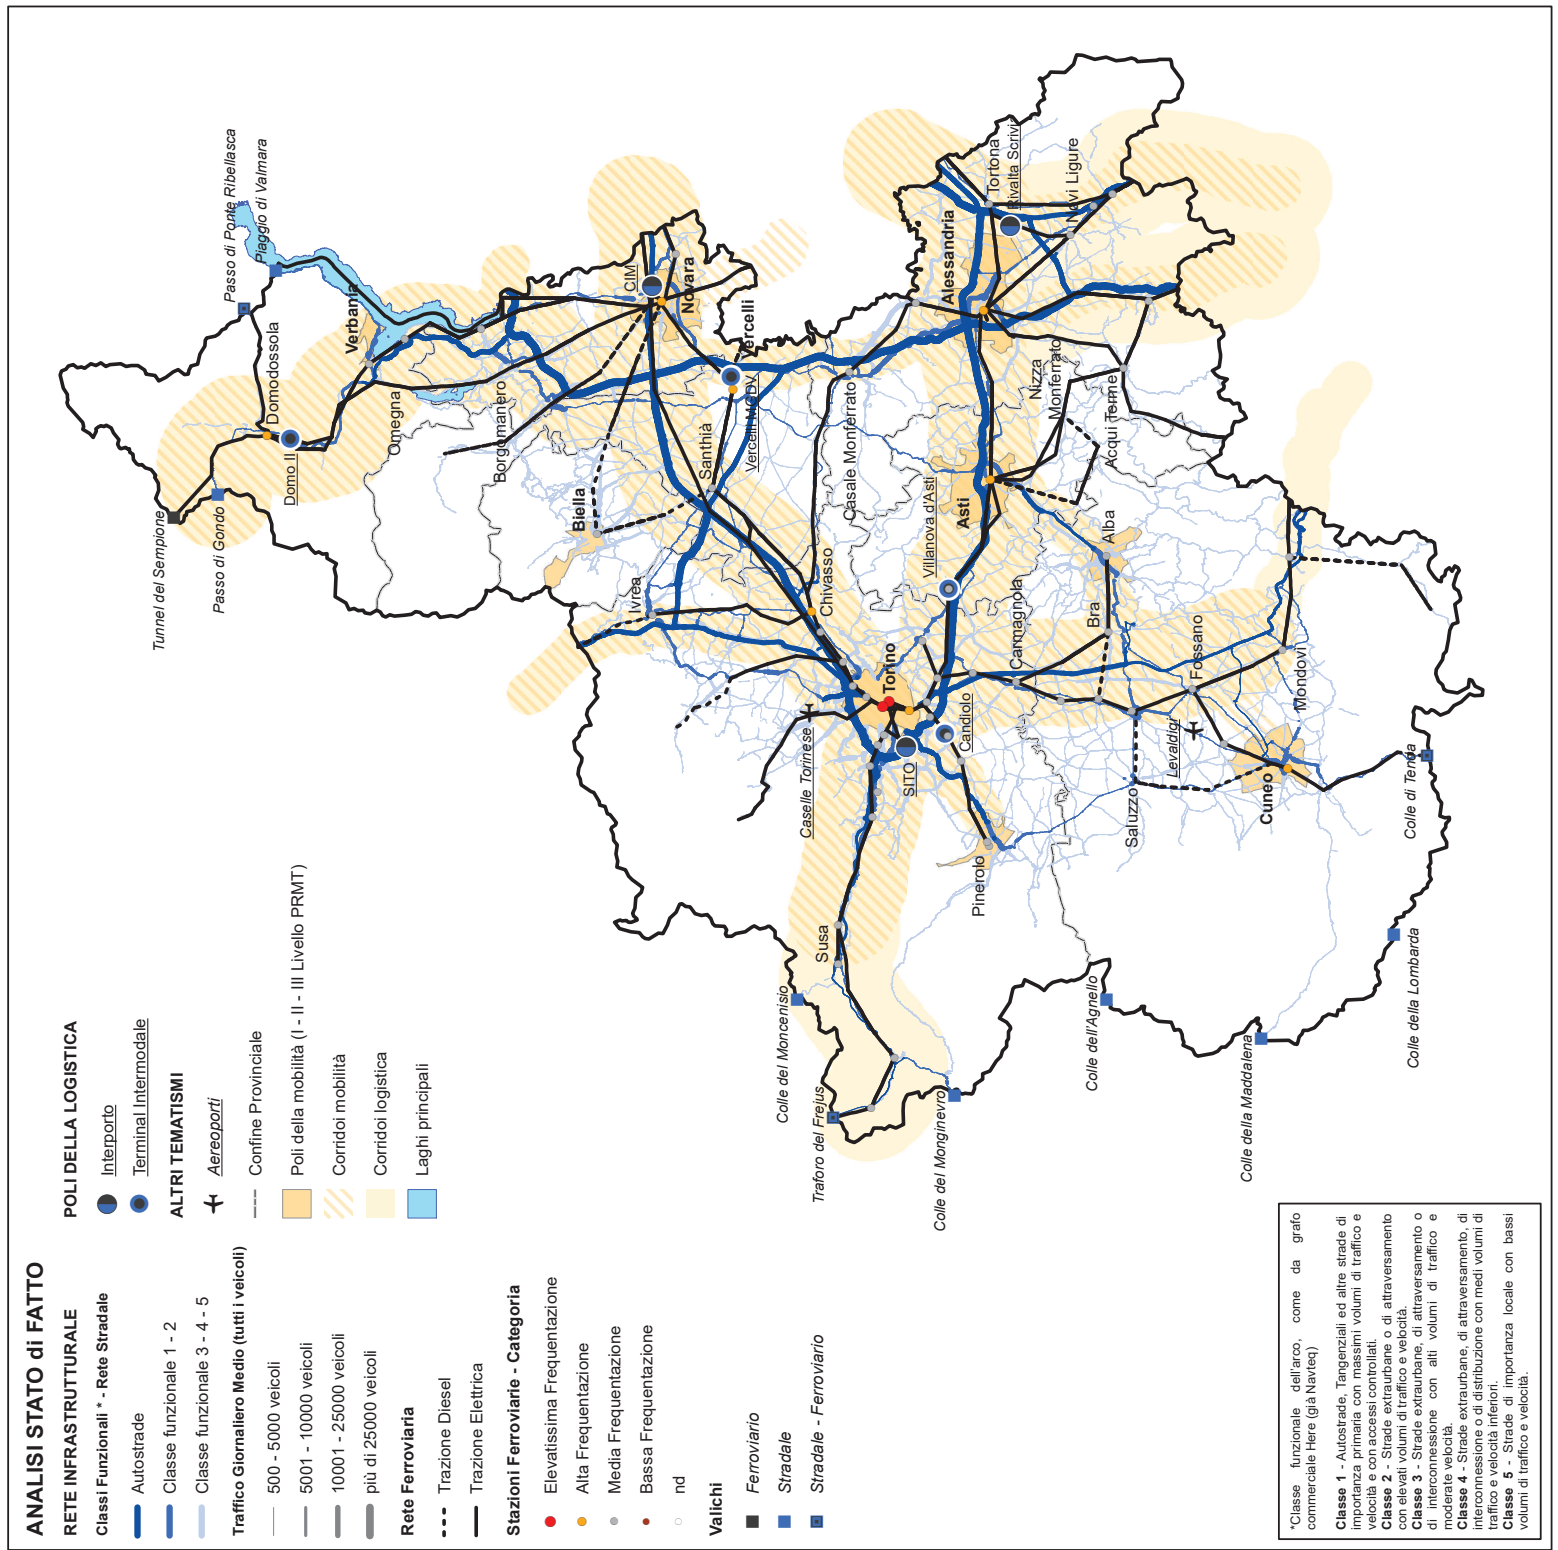 ANALISI STATO di FATTO
RETE INFRASTRUTTURALE
Classi Funzionali * - Rete Stradale
Autostrade
Classe funzionale 1 - 2
Classe funzionale 3 - 4 - 5
Traffico Giornaliero Medio (tutti i veicoli)
500 - 5000 veicoli
5001 - 10000 veicoli
10001 - 25000 veicoli
più di 25000 veicoli
Rete Ferroviaria
Trazione Diesel
Trazione Elettrica
Stazioni Ferroviarie - Categoria
Elevatissima Frequentazione
Alta Frequentazione
Media Frequentazione
Bassa Frequentazione
nd
Valichi
Ferroviario
Stradale
Stradale - Ferroviario
POLI DELLA LOGISTICA
Interporto
Terminal Intermodale
ALTRI TEMATISMI
Aereoporti
Confine Provinciale
Poli della mobilità (I - II - III Livello PRMT)
Corridoi mobilità
Corridoi logistica
Laghi principali
*Classe funzionale dell'arco, come da grafo
commerciale Here (già Navteq)
Classe 1 - Autostrade, Tangenziali ed altre strade di
importanza primaria con massimi volumi di traffico e
velocità e con accessi controllati.
Classe 2 - Strade extraurbane o di attraversamento
con elevati volumi di traffico e velocità.
Classe 3 - Strade extraurbane, di attraversamento o
di interconnessione con alti volumi di traffico e
moderate velocità.
Classe 4 - Strade extraurbane, di attraversamento, di
interconnessione o di distribuzione con medi volumi di
traffico e velocità inferiori.
Classe 5 - Strade di importanza locale con bassi
volumi di traffico e velocità.
Tunnel del Sempione
Passo di Gondo
Passo di Ponte Ribellasca
Piaggio di Valmara
Domodossola
Domo II
Verbania
Omegna
Borgomanero
Biella
Ivrea
Santhià
CIM
Novara
Vercelli
Vercelli MCDV
Casale Monferrato
Chivasso
Caselle Torinese
Torino
SITO
Candiolo
Susa
Pinerolo
Villanova d'Asti
Asti
Alessandria
Tortona
Rivalta Scrivi
Novi Ligure
Nizza
Monferrato
Acqui Terme
Alba
Bra
Carmagnola
Saluzzo
Levaldigi
Fossano
Mondovì
Cuneo
Colle del Moncenisio
Traforo del Frejus
Colle del Monginevro
Colle dell'Agnello
Colle della Maddalena
Colle della Lombarda
Colle di Tenda